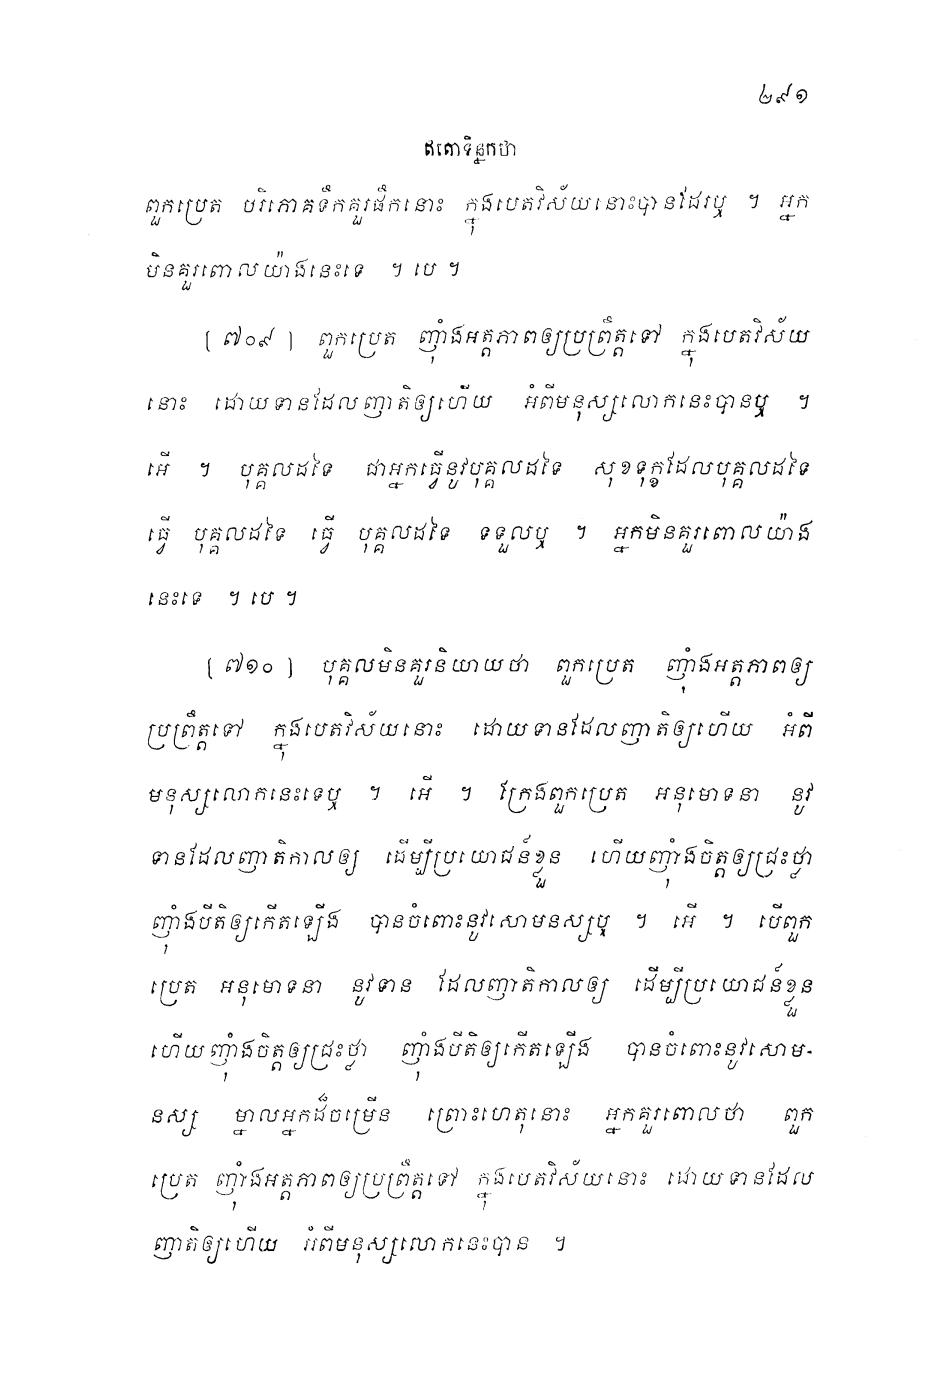 ២៩១
ឥតោទិន្នកថា
ពួកប្រេត បរិភោគទឹកគួរផឹកនោះ ក្នុងបេតវិស័យនោះបានដែរឬ ។ អ្នក
មិនគួរពោលយ៉ាងនេះទេ ។ បេ ។
[ ៧០៩ ] ពួកប្រេត ញ៉ាំងអត្តភាពឲ្យប្រព្រឹត្តទៅ ក្នុងបេតវិស័យ
នោះ ដោយទានដែលញាតិឲ្យហើយ អំពីមនុស្សលោកនេះបានឬ ។
អើ ។ បុគ្គលដទៃ ជាអ្នកធ្វើនូវបុគ្គលដទៃ សុខទុក្ខដែលបុគ្គលដទៃ
ធ្វើ បុគ្គលដទៃ ធ្វើ បុគ្គលដទៃ ទទួលឬ ។ អ្នកមិនគួរពោលយ៉ាង
នេះទេ ។ បេ ។
[ ៧១០ ] បុគ្គលមិនគួរនិយាយថា ពួកប្រេត ញ៉ាំងអត្តភាពឲ្យ
ប្រព្រឹត្តទៅ ក្នុងបេតវិស័យនោះ ដោយទានដែលញាតិឲ្យហើយ អំពី
មនុស្សលោកនេះទេឬ ។ អើ ។ ក្រែងពួកប្រេត អនុមោទនា នូវ
ទានដែលញាតិកាលឲ្យ ដើម្បីប្រយោជន៍ខ្លួន ហើយញ៉ាំងចិត្តឲ្យជ្រះថ្លា
ញ៉ាំងបីតិឲ្យកើតឡើង បានចំពោះនូវសោមនស្សឬ ។ អើ ។ បើពួក
ប្រេត អនុមោទនា នូវទាន ដែលញាតិកាលឲ្យ ដើម្បីប្រយោជន៍ខ្លួន
ហើយញ៉ាំងចិត្តឲ្យជ្រះថ្លា ញ៉ាំងបីតិឲ្យកើតឡើង បានចំពោះនូវសោម-
នស្ស ម្នាលអ្នកដ៏ចម្រើន ព្រោះហេតុនោះ អ្នកគួរពោលថា ពួក
ប្រេត ញ៉ាំងអត្តភាពឲ្យប្រព្រឹត្តទៅ ក្នុងបេតវិស័យនោះ ដោយទានដែល
ញាតិឲ្យហើយ អំពីមនុស្សលោកនេះបាន ។